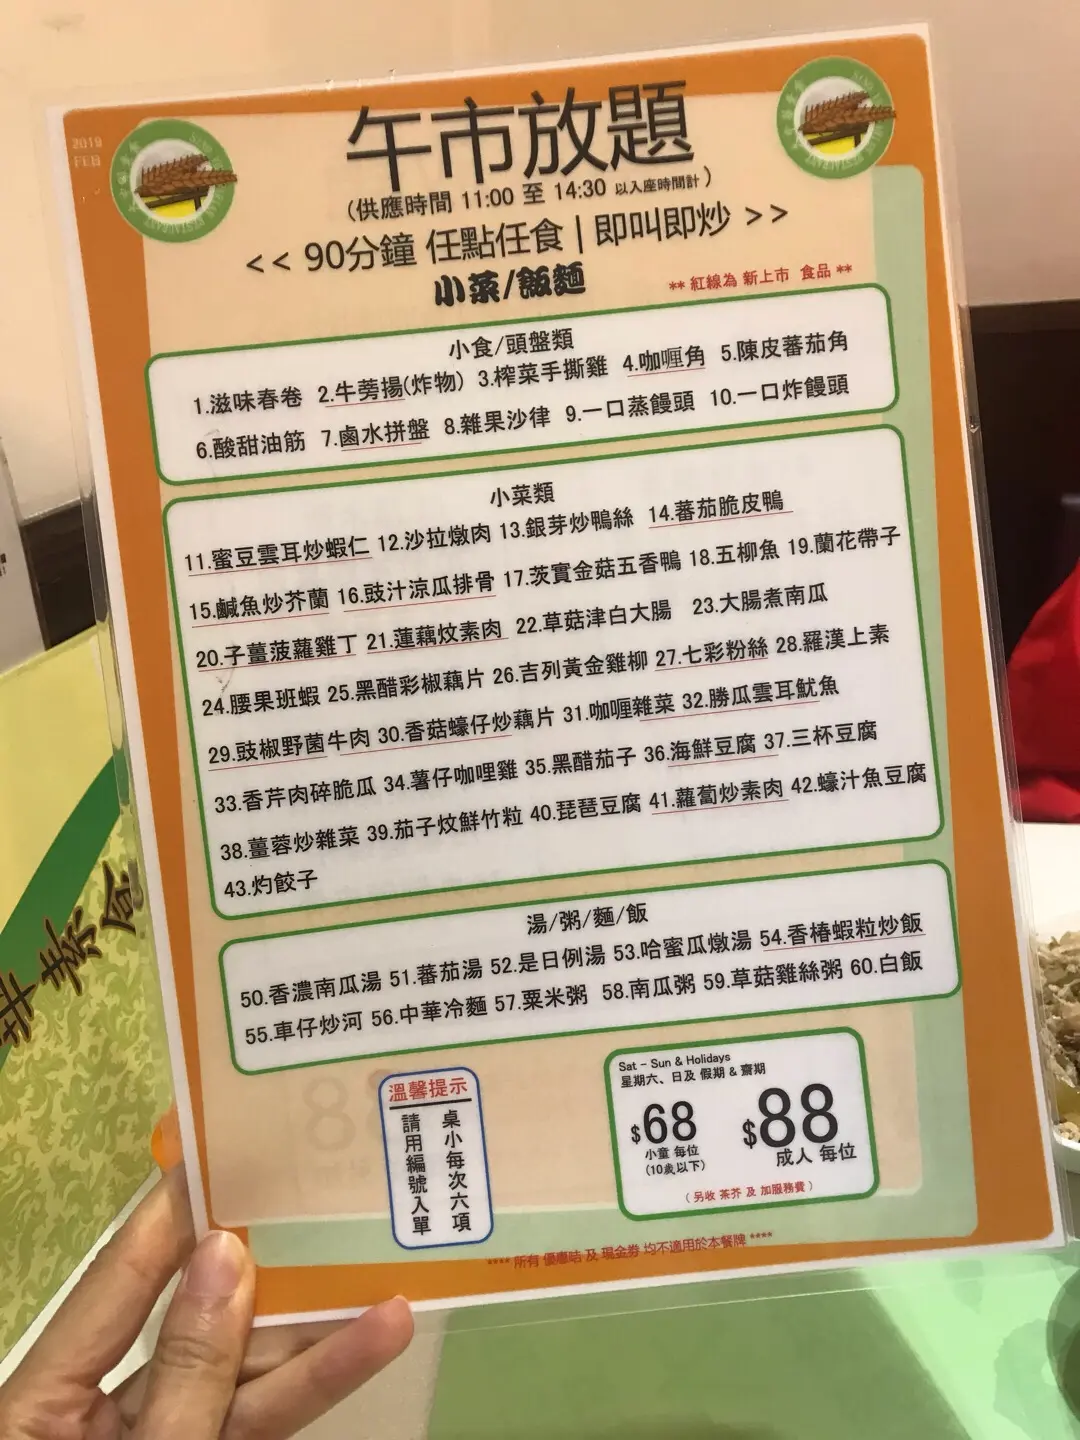 2019
FEB
午市放題
(供應時間 11:00 至 14:30 以入座時間計)
<< 90分鐘 任點任食 | 即叫即炒 >>
小菜/飯麵
** 紅線為 新上市 食品 **
小食/頭盤類
1.滋味春卷 2.牛蒡揚(炸物) 3.榨菜手撕雞 4.咖喱角 5.陳皮蕃茄角
6.酸甜油筋 7.鹵水拼盤 8.雜果沙律 9.一口蒸饅頭 10.一口炸饅頭
小菜類
11.蜜豆雲耳炒蝦仁 12.沙拉燉肉 13.銀芽炒鴨絲 14.蕃茄脆皮鴨
15.鹹魚炒芥蘭 16.豉汁涼瓜排骨 17.茨實金菇五香鴨 18.五柳魚 19.蘭花帶子
20.子薑菠蘿雞丁 21.蓮藕炆素肉 22.草菇津白大腸 23.大腸煮南瓜
24.腰果班蝦 25.黑醋彩椒藕片 26.吉列黃金雞柳 27.七彩粉絲 28.羅漢上素
29.豉椒野菌牛肉 30.香菇蠔仔炒藕片 31.咖喱雜菜 32.勝瓜雲耳魷魚
33.香芹肉碎脆瓜 34.薯仔咖哩雞 35.黑醋茄子 36.海鮮豆腐 37.三杯豆腐
38.薑蓉炒雜菜 39.茄子炆鮮竹粒 40.琵琶豆腐 41.蘿蔔炒素肉 42.蠔汁魚豆腐
43.灼餃子
湯/粥/麵/飯
50.香濃南瓜湯 51.蕃茄湯 52.是日例湯 53.哈蜜瓜燉湯 54.香椿蝦粒炒飯
55.車仔炒河 56.中華冷麵 57.粟米粥 58.南瓜粥 59.草菇雞絲粥 60.白飯
溫馨提示
桌小每次六項
請用編號入單
Sat - Sun & Holidays
星期六、日及 假期 & 齋期
$68 $88
小童 每位 成人 每位
(10歲以下)
( 另收 茶芥 及 加服務費 )
**** 所有 優惠咭 及 現金券 均不適用於本餐牌 ****